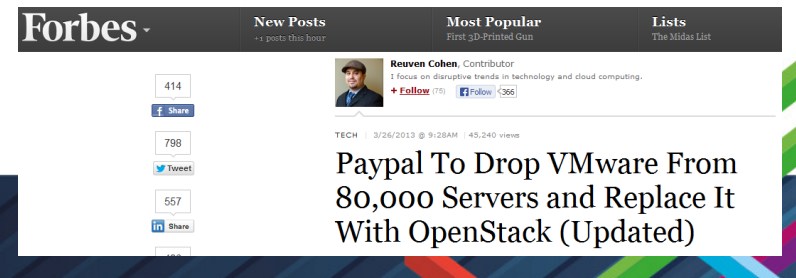 Forbes
New Posts
+1 posts this hour
Most Popular
First 3D-Printed Gun
Lists
The Midas List
Reuven Cohen, Contributor
I focus on disruptive trends in technology and cloud computing.
+ Follow (75) f Follow 366
414
f Share
798
Tweet
557
in Share
TECH | 3/26/2013 @ 9:28AM | 45,240 views
Paypal To Drop VMware From
80,000 Servers and Replace It
With OpenStack (Updated)